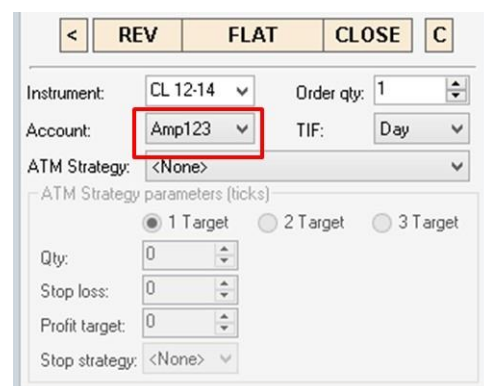 < REV FLAT CLOSE C
Instrument: CL 12-14 Order qty: 1
Account: Amp123 TIF: Day
ATM Strategy: <None>
ATM Strategy parameters (ticks)
1 Target 2 Target 3 Target
Qty: 0
Stop loss: 0
Profit target: 0
Stop strategy: <None>